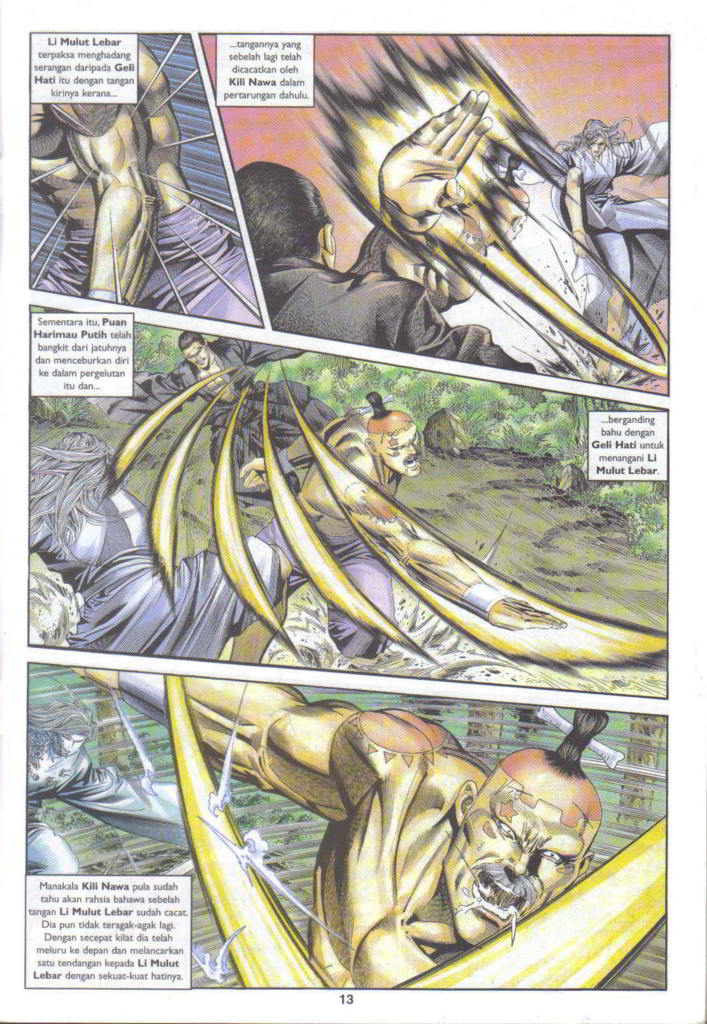 Li Mulut Lebar
terpaksa menghadang
serangan daripada Geli
Hati itu dengan tangan
kirinya kerana...
...tangannya yang
sebelah lagi telah
dicacatkan oleh
Kili Nawa dalam
pertarungan dahulu.
Sementara itu, Puan
Harimau Putih telah
bangkit dari jatuhnya
dan menceburkan diri
ke dalam pergelutan
itu dan...
...berganding
bahu dengan
Geli Hati untuk
menangani Li
Mulut Lebar.
Manakala Kili Nawa pula sudah
tahu akan rahsia bahawa sebelah
tangan Li Mulut Lebar sudah cacat.
Dia pun tidak teragak-agak lagi.
Dengan secepat kilat dia telah
meluru ke depan dan melancarkan
satu tendangan kepada Li Mulut
Lebar dengan sekuat-kuat hatinya.
13